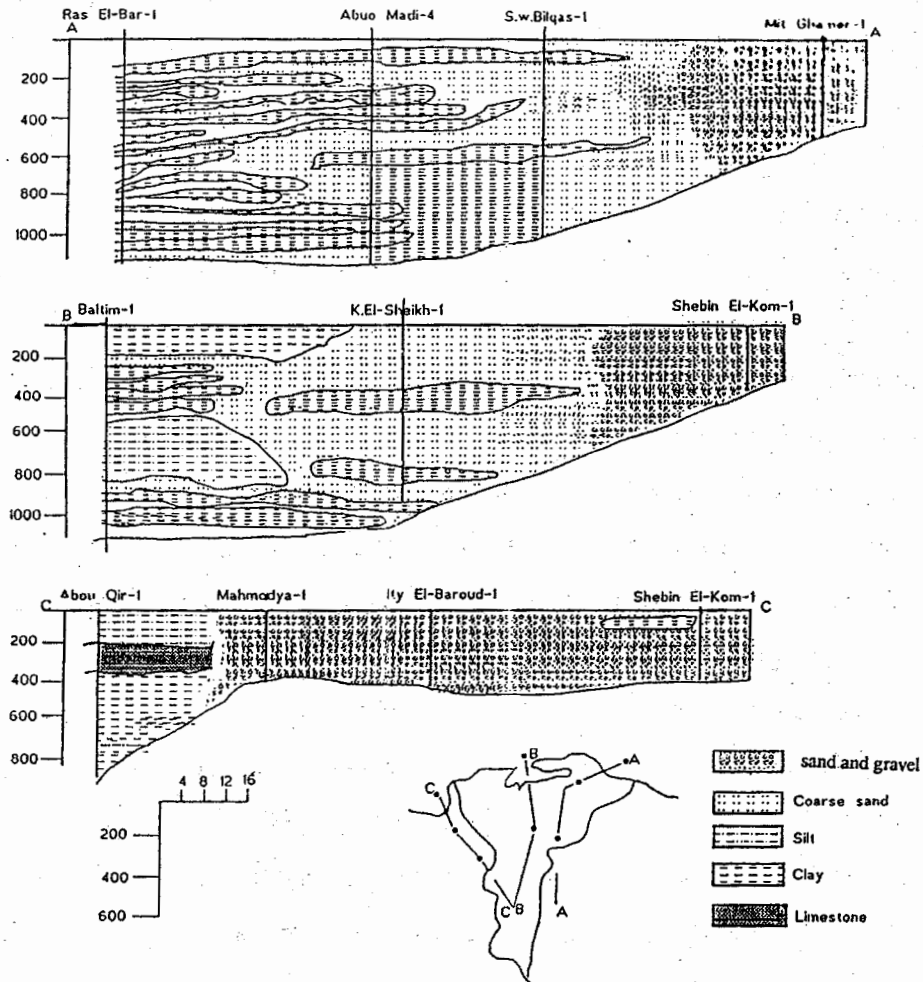 Ras El-Bar-1 Abuo Madi-4 S.w.Bilqas-1
A A
200
400
600
800
1000
Baltim-1 K.El-Sheikh-1 Shebin El-Kom-1
B B
200
400
600
800
1000
Abou Qir-1 Mahmodya-1 Ity El-Baroud-1 Shebin El-Kom-1
C C
200
400
600
800
4 8 12 16
200
400
600
B
A
C
C B
A
sand and gravel
Coarse sand
Silt
Clay
Limestone